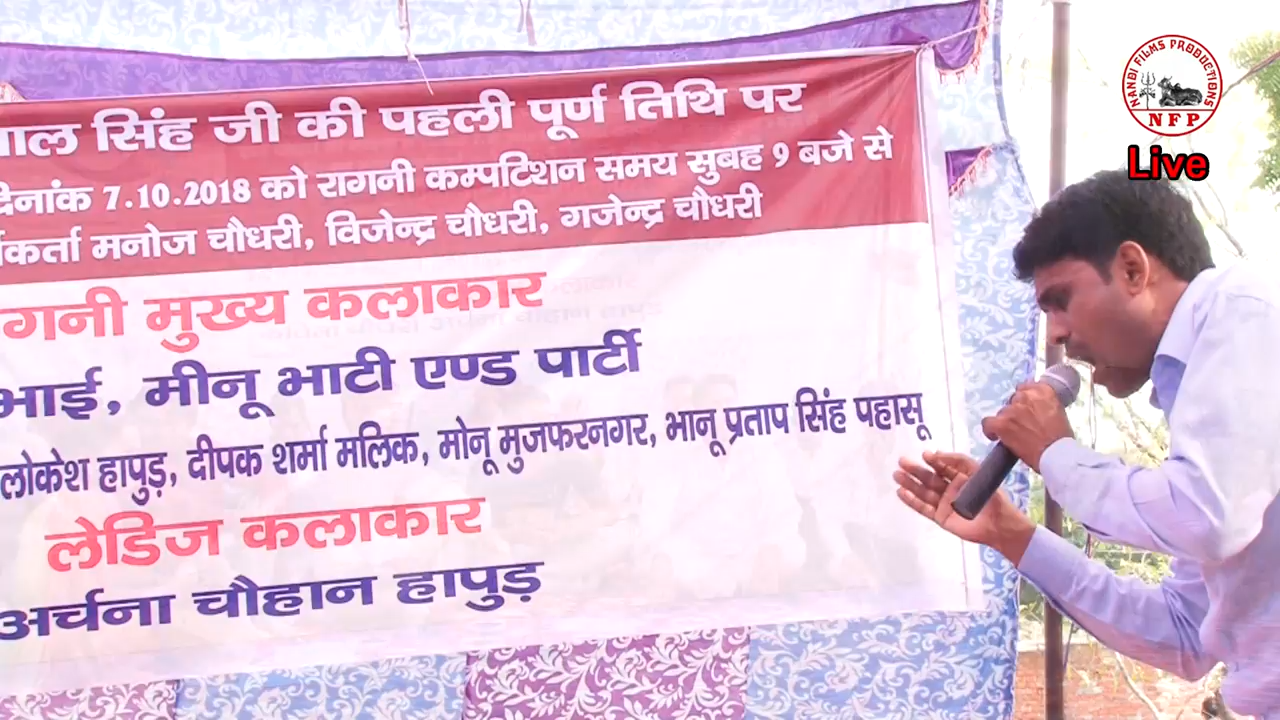 सिंह जी की पहली पूर्ण तिथि पर
दिनांक 7.10.2018 को रागनी कम्पटिशन समय सुबह 9 बजे से
मनोज चौधरी, विजेन्द्र चौधरी, गजेन्द्र चौधरी
गनी मुख्य कलाकार
भाई, मीनू भाटी एण्ड पार्टी
लोकेश हापुड़, दीपक शर्मा मलिक, मोनू मुजफरनगर, भानू प्रताप सिंह पहासू
लेडिज कलाकार
अर्चना चौहान हापुड़
NANDI FILMS PRODUCTIONS
NFP
Live